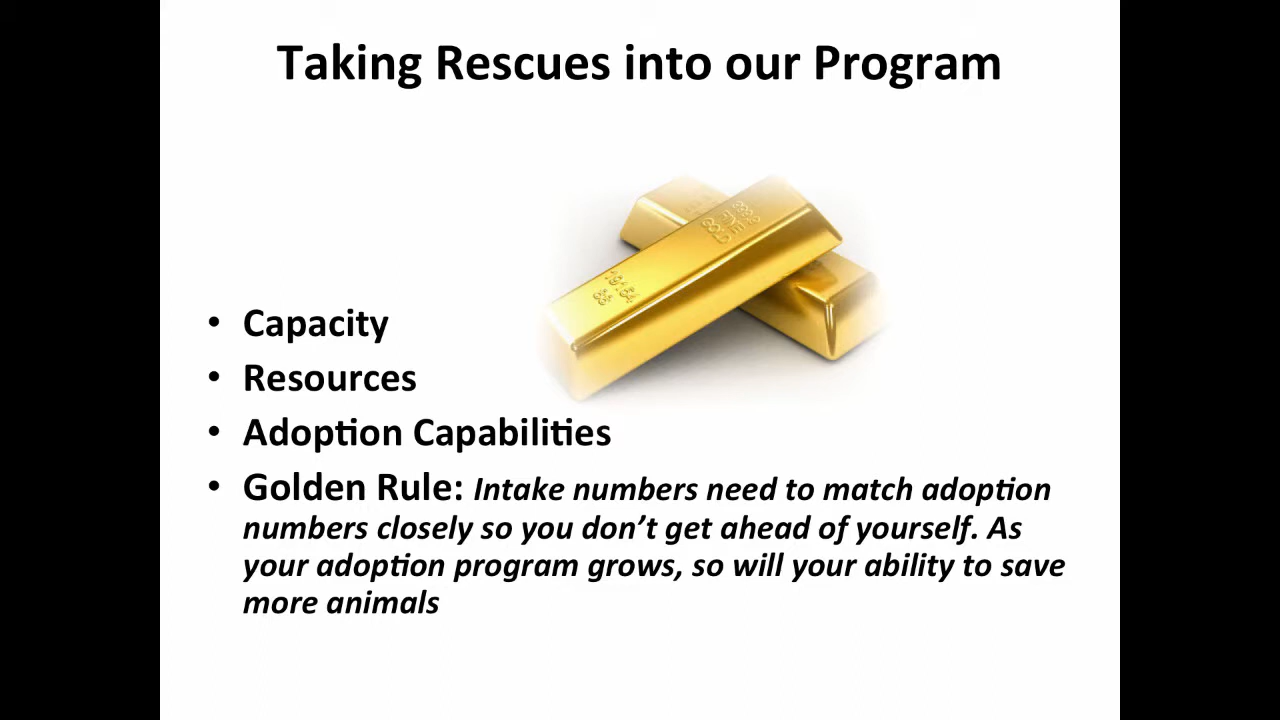 Taking Rescues into our Program
GOLD
• Capacity
• Resources
• Adoption Capabilities
• Golden Rule: Intake numbers need to match adoption
numbers closely so you don’t get ahead of yourself. As
your adoption program grows, so will your ability to save
more animals